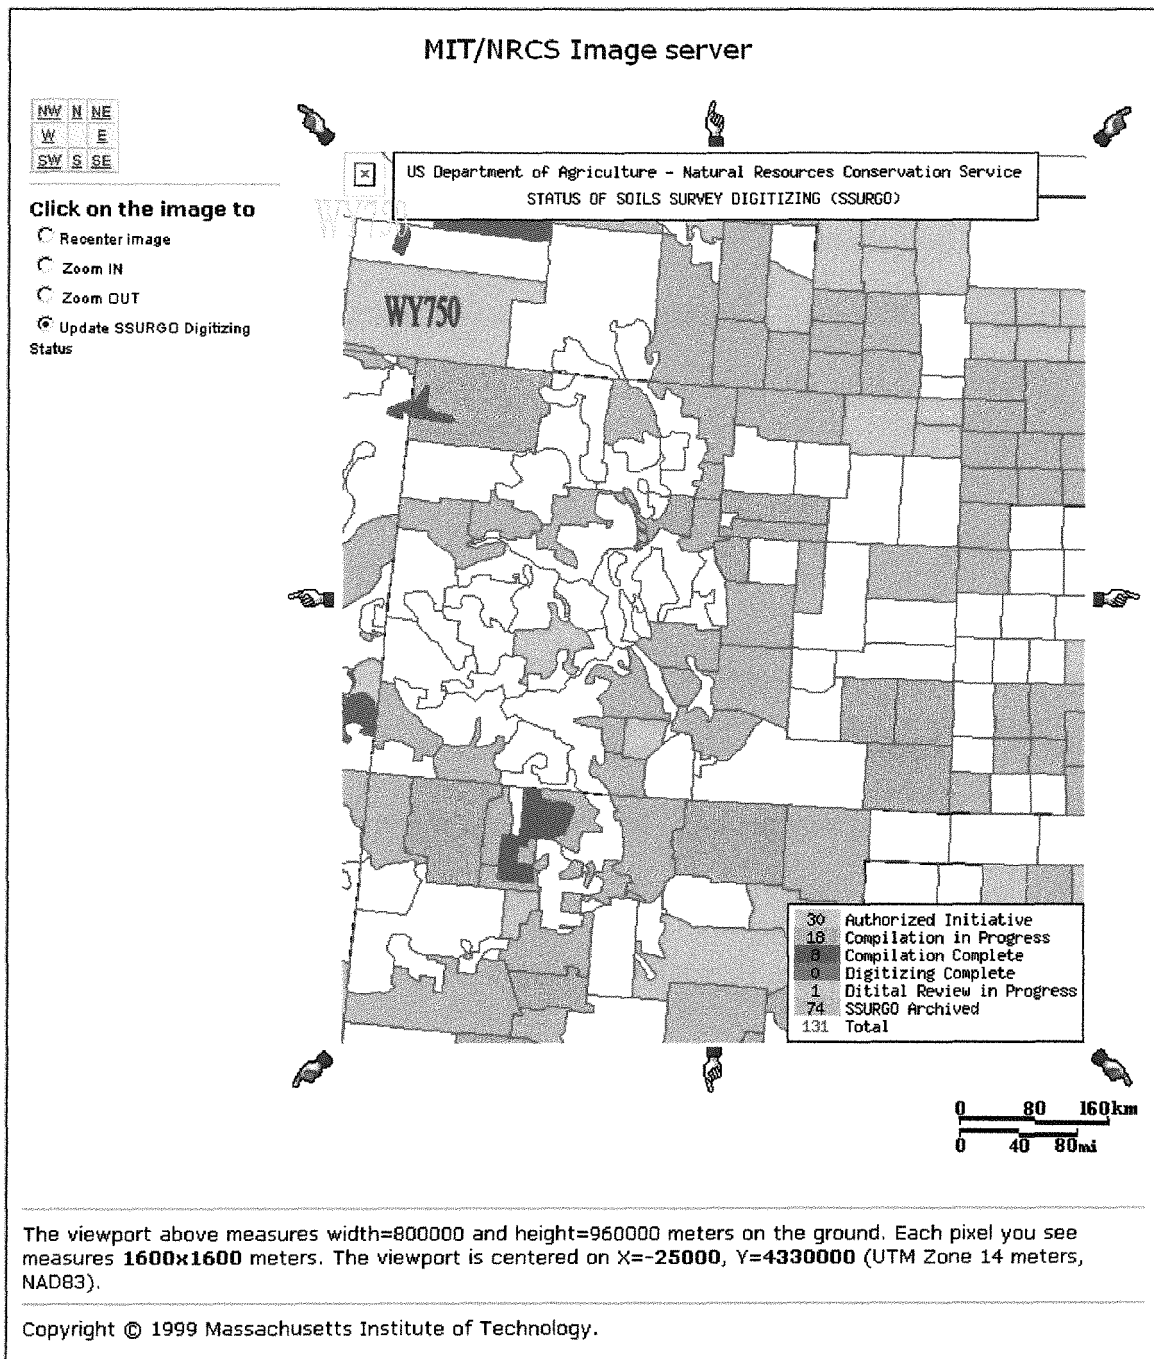 MIT/NRCS Image server
NW N NE
W E
SW S SE
Click on the image to
Recenter image
Zoom IN
Zoom OUT
Update SSURGO Digitizing
Status
US Department of Agriculture - Natural Resources Conservation Service
STATUS OF SOILS SURVEY DIGITIZING (SSURGO)
WY750
30 Authorized Initiative
18 Compilation in Progress
8 Compilation Complete
0 Digitizing Complete
1 Ditital Review in Progress
74 SSURGO Archived
131 Total
0 80 160km
0 40 80mi
The viewport above measures width=800000 and height=960000 meters on the ground. Each pixel you see
measures 1600x1600 meters. The viewport is centered on X=-25000, Y=4330000 (UTM Zone 14 meters,
NAD83).
Copyright © 1999 Massachusetts Institute of Technology.